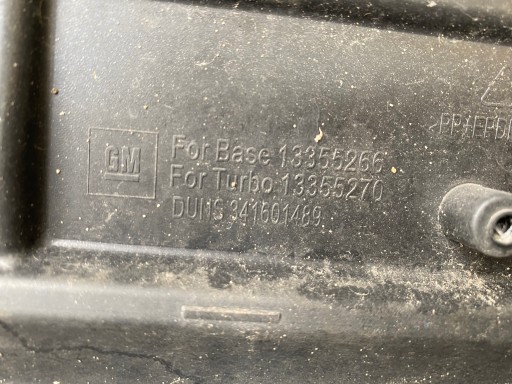 GM
For Base 13355266
For Turbo 13355270
DUNS 341601489